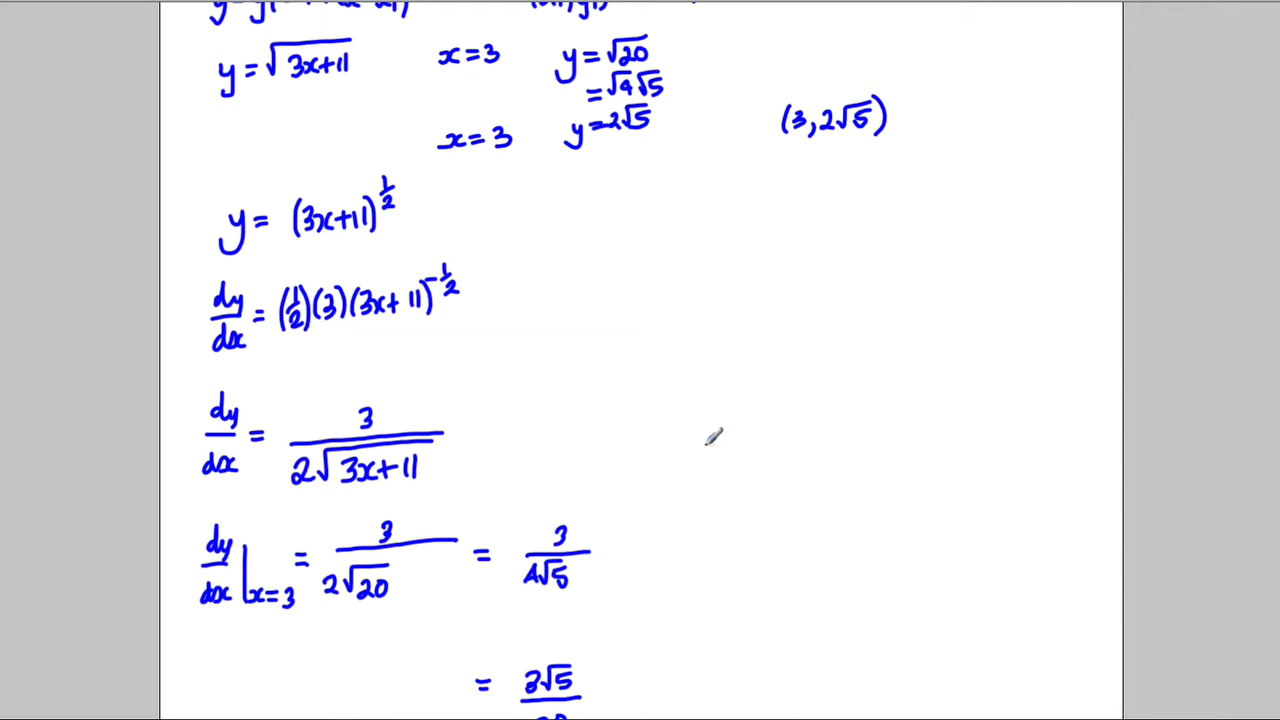 y = √(3x+11)    x = 3    y = √20
= √4√5
x = 3    y = 2√5    (3, 2√5)
y = (3x+11)^(1/2)
dy/dx = (1/2)(3)(3x+11)^(-1/2)
dy/dx = 3/(2√(3x+11))
dy/dx|x=3 = 3/(2√20) = 3/(4√5)
= 3√5